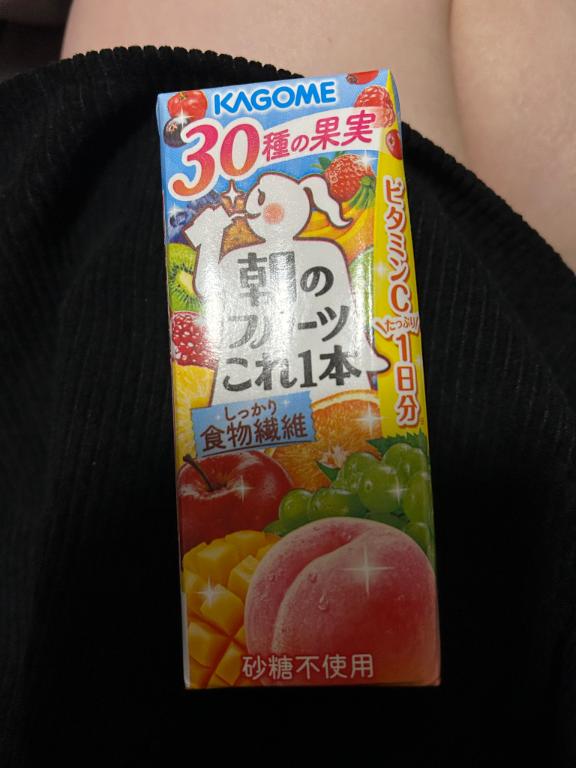 KAGOME
30種の果実
朝の
フルーツ
これ1本
しっかり
食物繊維
ビタミンC
たっぷり
1日分
砂糖不使用